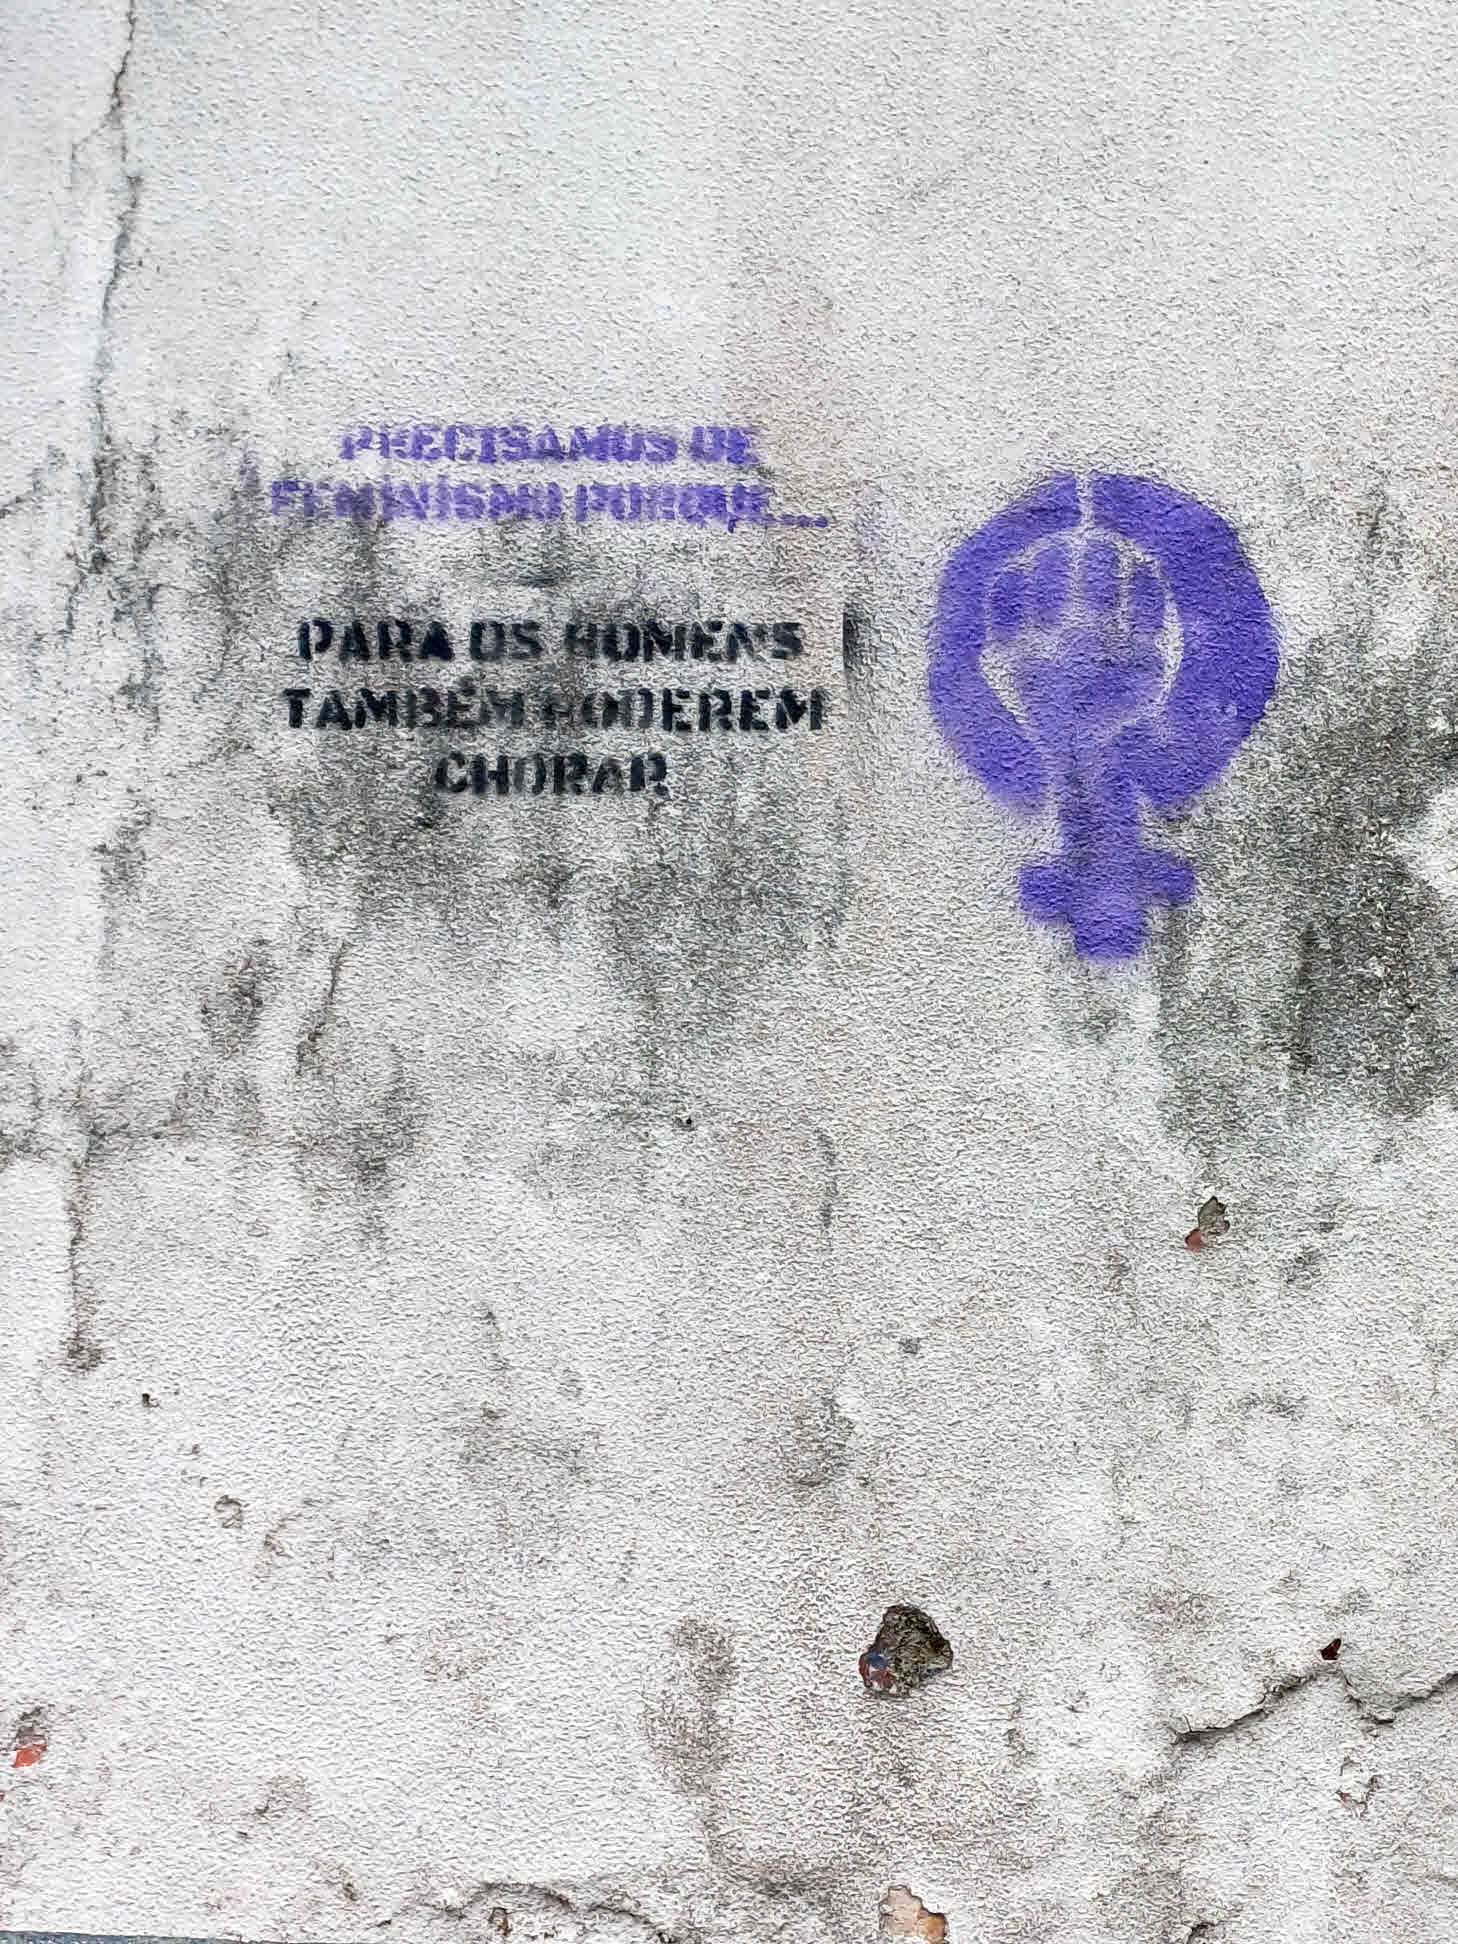 PRECISAMOS DE
FEMINISMO PORQUE...
PARA OS HOMENS
TAMBÉM PODEREM
CHORAR